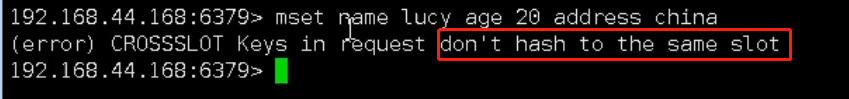 192.168.44.168:6379> mset name lucy age 20 address china
(error) CROSSSLOT Keys in request don't hash to the same slot
192.168.44.168:6379>